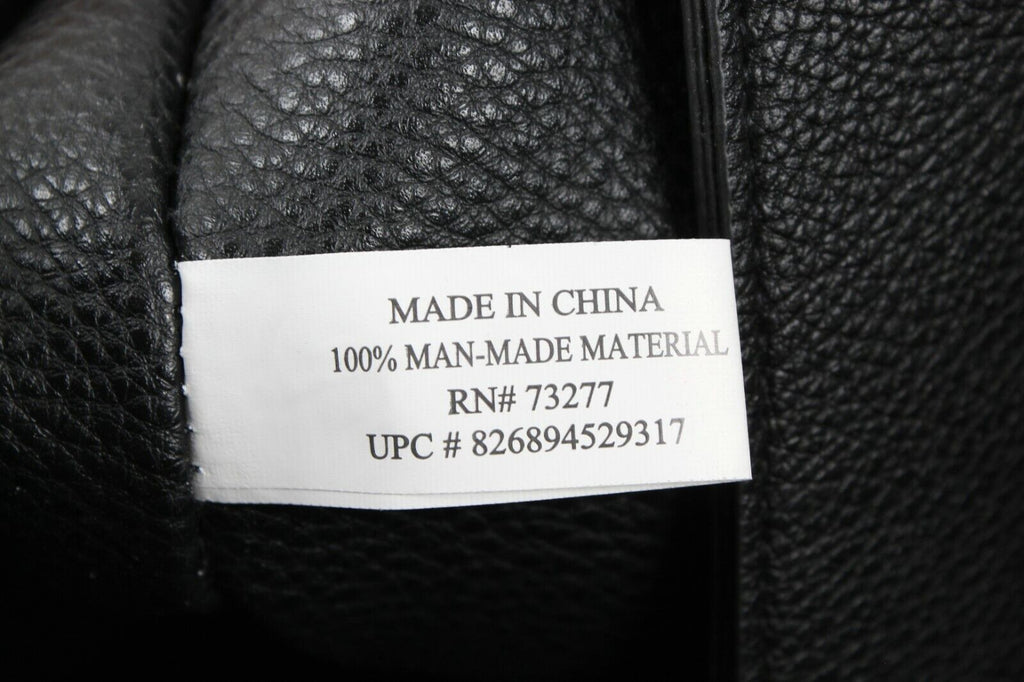 MADE IN CHINA
100% MAN-MADE MATERIAL
RN# 73277
UPC # 826894529317